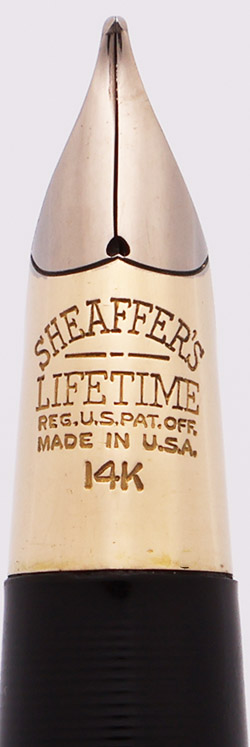 SHEAFFER'S
LIFETIME
REG. U.S. PAT. OFF.
MADE IN U.S.A.
14K